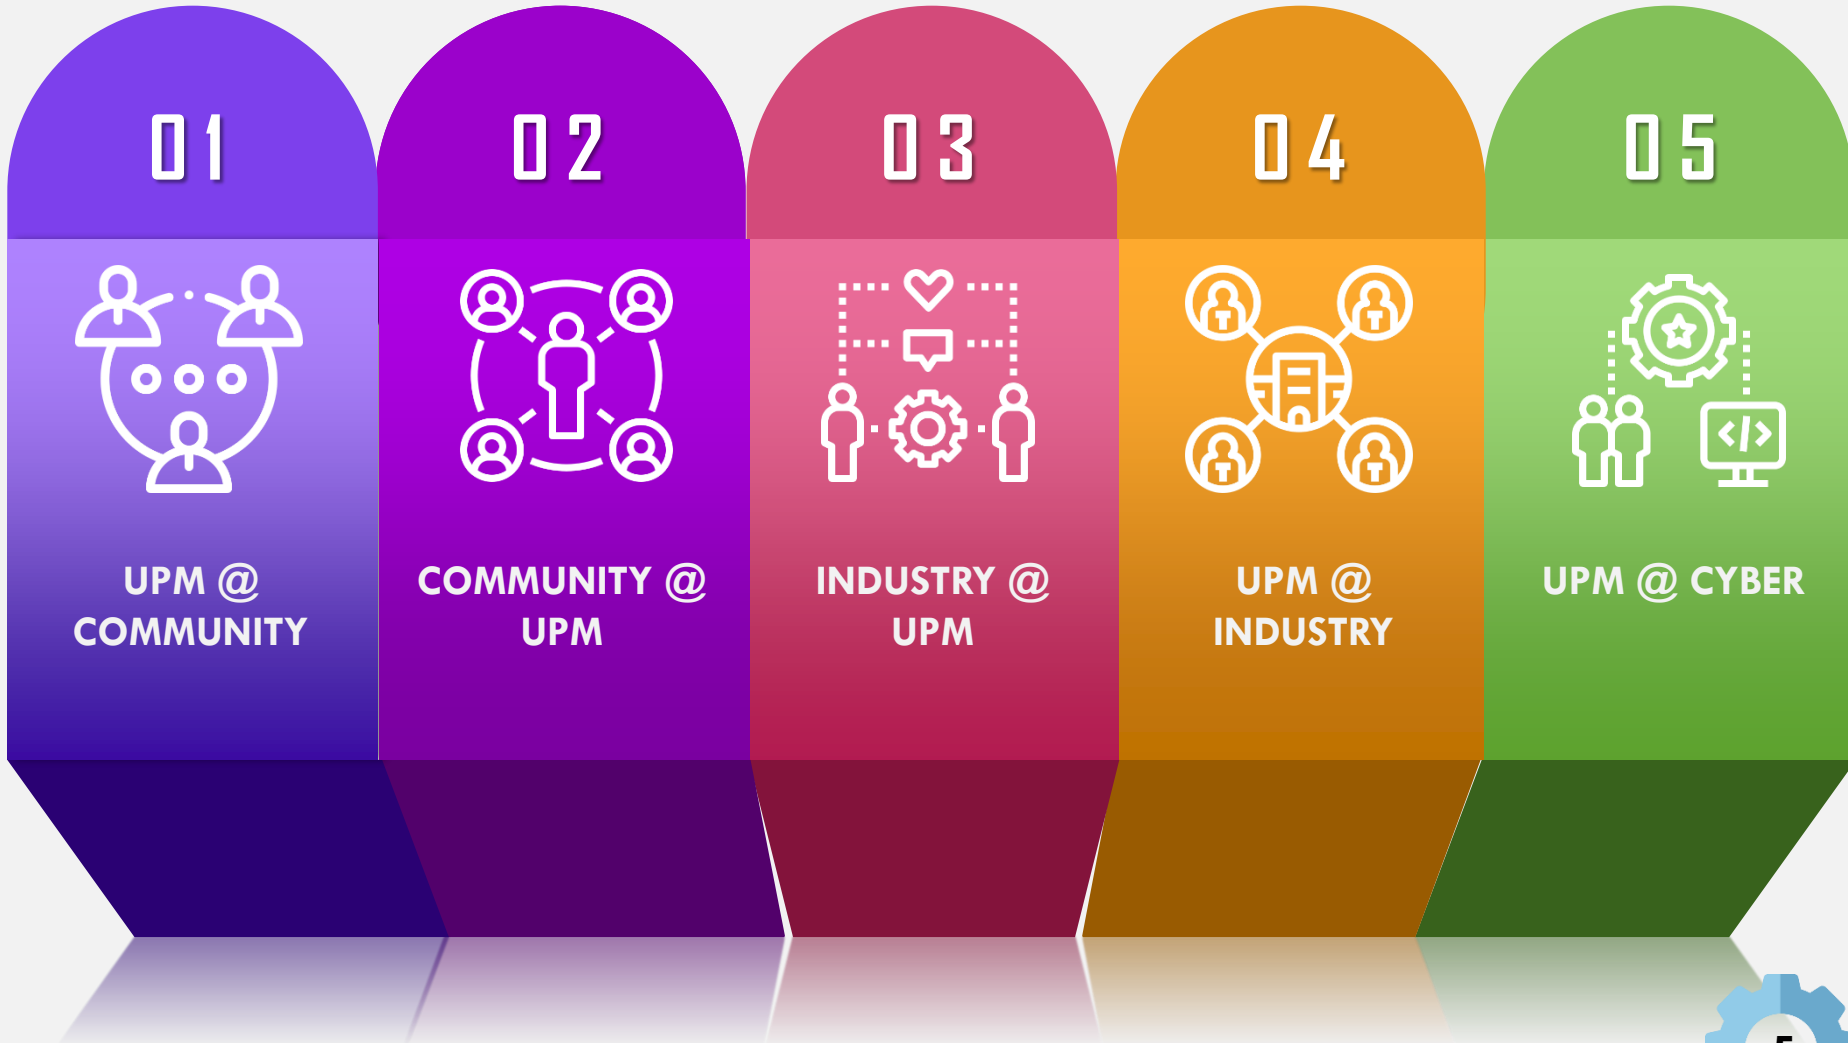 01
02
03
04
05
UPM @
COMMUNITY
COMMUNITY @
UPM
INDUSTRY @
UPM
UPM @
INDUSTRY
UPM @ CYBER